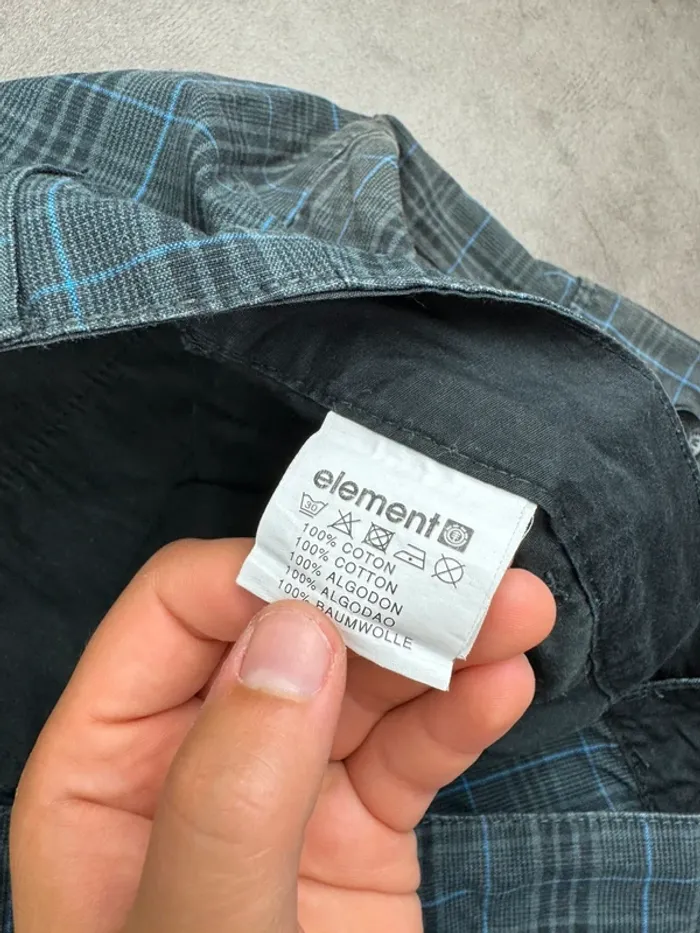 element
30
100% COTON
100% COTTON
100% ALGODON
100% ALGODAO
100% BAUMWOLLE